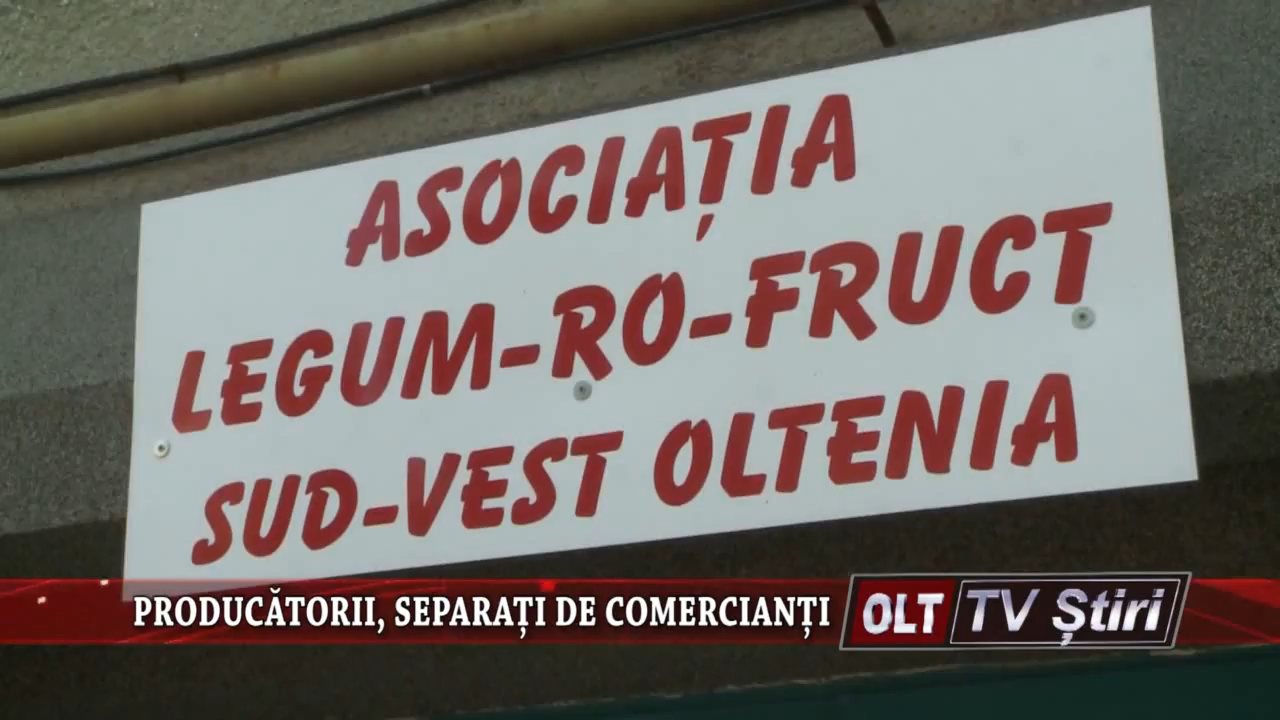 ASOCIAȚIA
LEGUM-RO-FRUCT
SUD-VEST OLTENIA
PRODUCĂTORII, SEPARAȚI DE COMERCIANȚI
OLT TV Știri